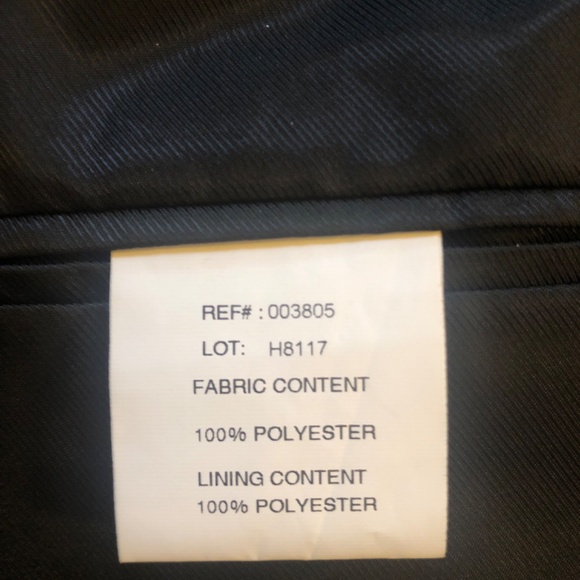 REF# : 003805
LOT: H8117
FABRIC CONTENT
100% POLYESTER
LINING CONTENT
100% POLYESTER